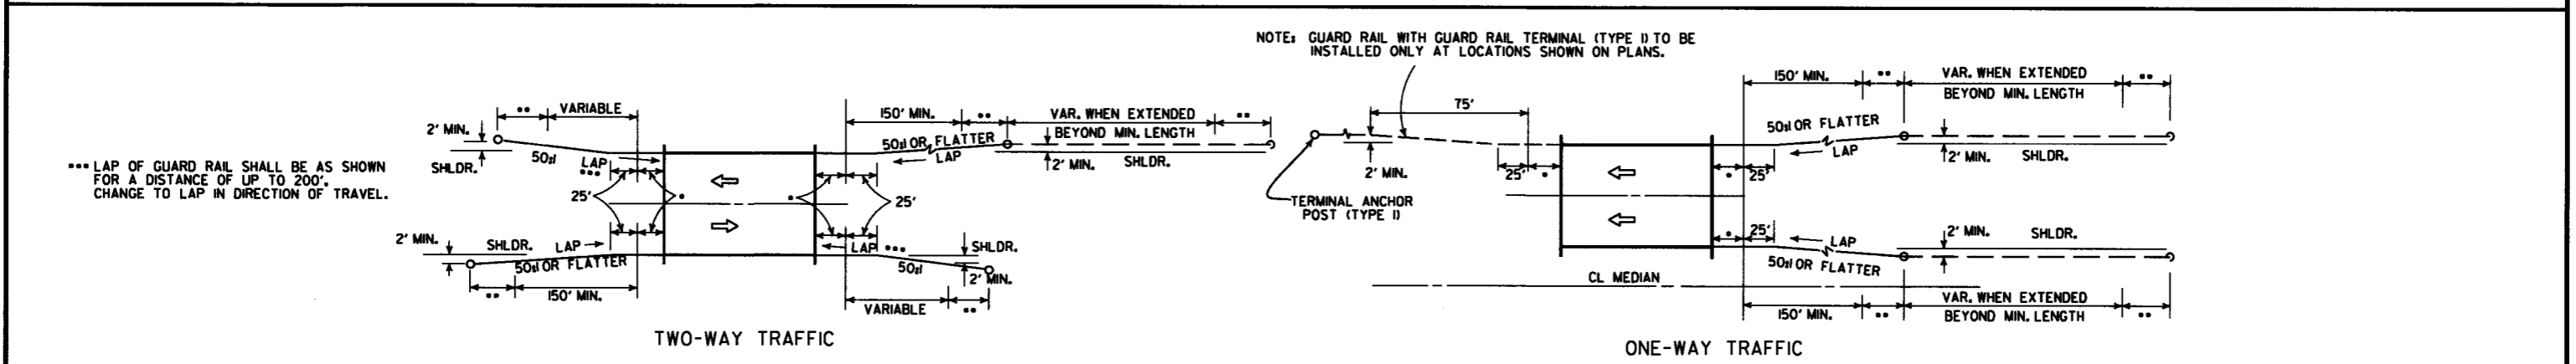 NOTE: GUARD RAIL WITH GUARD RAIL TERMINAL (TYPE I) TO BE
INSTALLED ONLY AT LOCATIONS SHOWN ON PLANS.
••• LAP OF GUARD RAIL SHALL BE AS SHOWN
FOR A DISTANCE OF UP TO 200'.
CHANGE TO LAP IN DIRECTION OF TRAVEL.
•• VARIABLE
2' MIN.
SHLDR.
50:1
LAP
•••
25'
•
150' MIN.
••
VAR. WHEN EXTENDED
BEYOND MIN. LENGTH
••
50:1 OR FLATTER
LAP
2' MIN.
SHLDR.
•
25'
2' MIN.
SHLDR.
LAP
50:1 OR FLATTER
••
150' MIN.
LAP •••
SHLDR.
50:1
2' MIN.
VARIABLE
••
TWO-WAY TRAFFIC
75'
2' MIN.
25'
•
TERMINAL ANCHOR
POST (TYPE I)
150' MIN.
••
VAR. WHEN EXTENDED
BEYOND MIN. LENGTH
••
50:1 OR FLATTER
LAP
2' MIN.
SHLDR.
•
25'
•
25'
LAP
50:1 OR FLATTER
2' MIN.
SHLDR.
CL MEDIAN
150' MIN.
••
VAR. WHEN EXTENDED
BEYOND MIN. LENGTH
••
ONE-WAY TRAFFIC